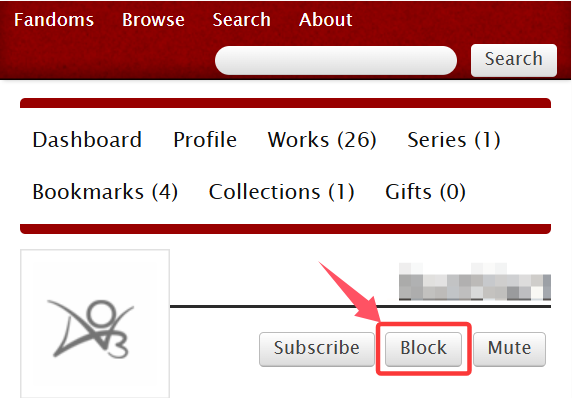 Fandoms Browse Search About
Search
Dashboard Profile Works (26) Series (1)
Bookmarks (4) Collections (1) Gifts (0)
Subscribe Block Mute